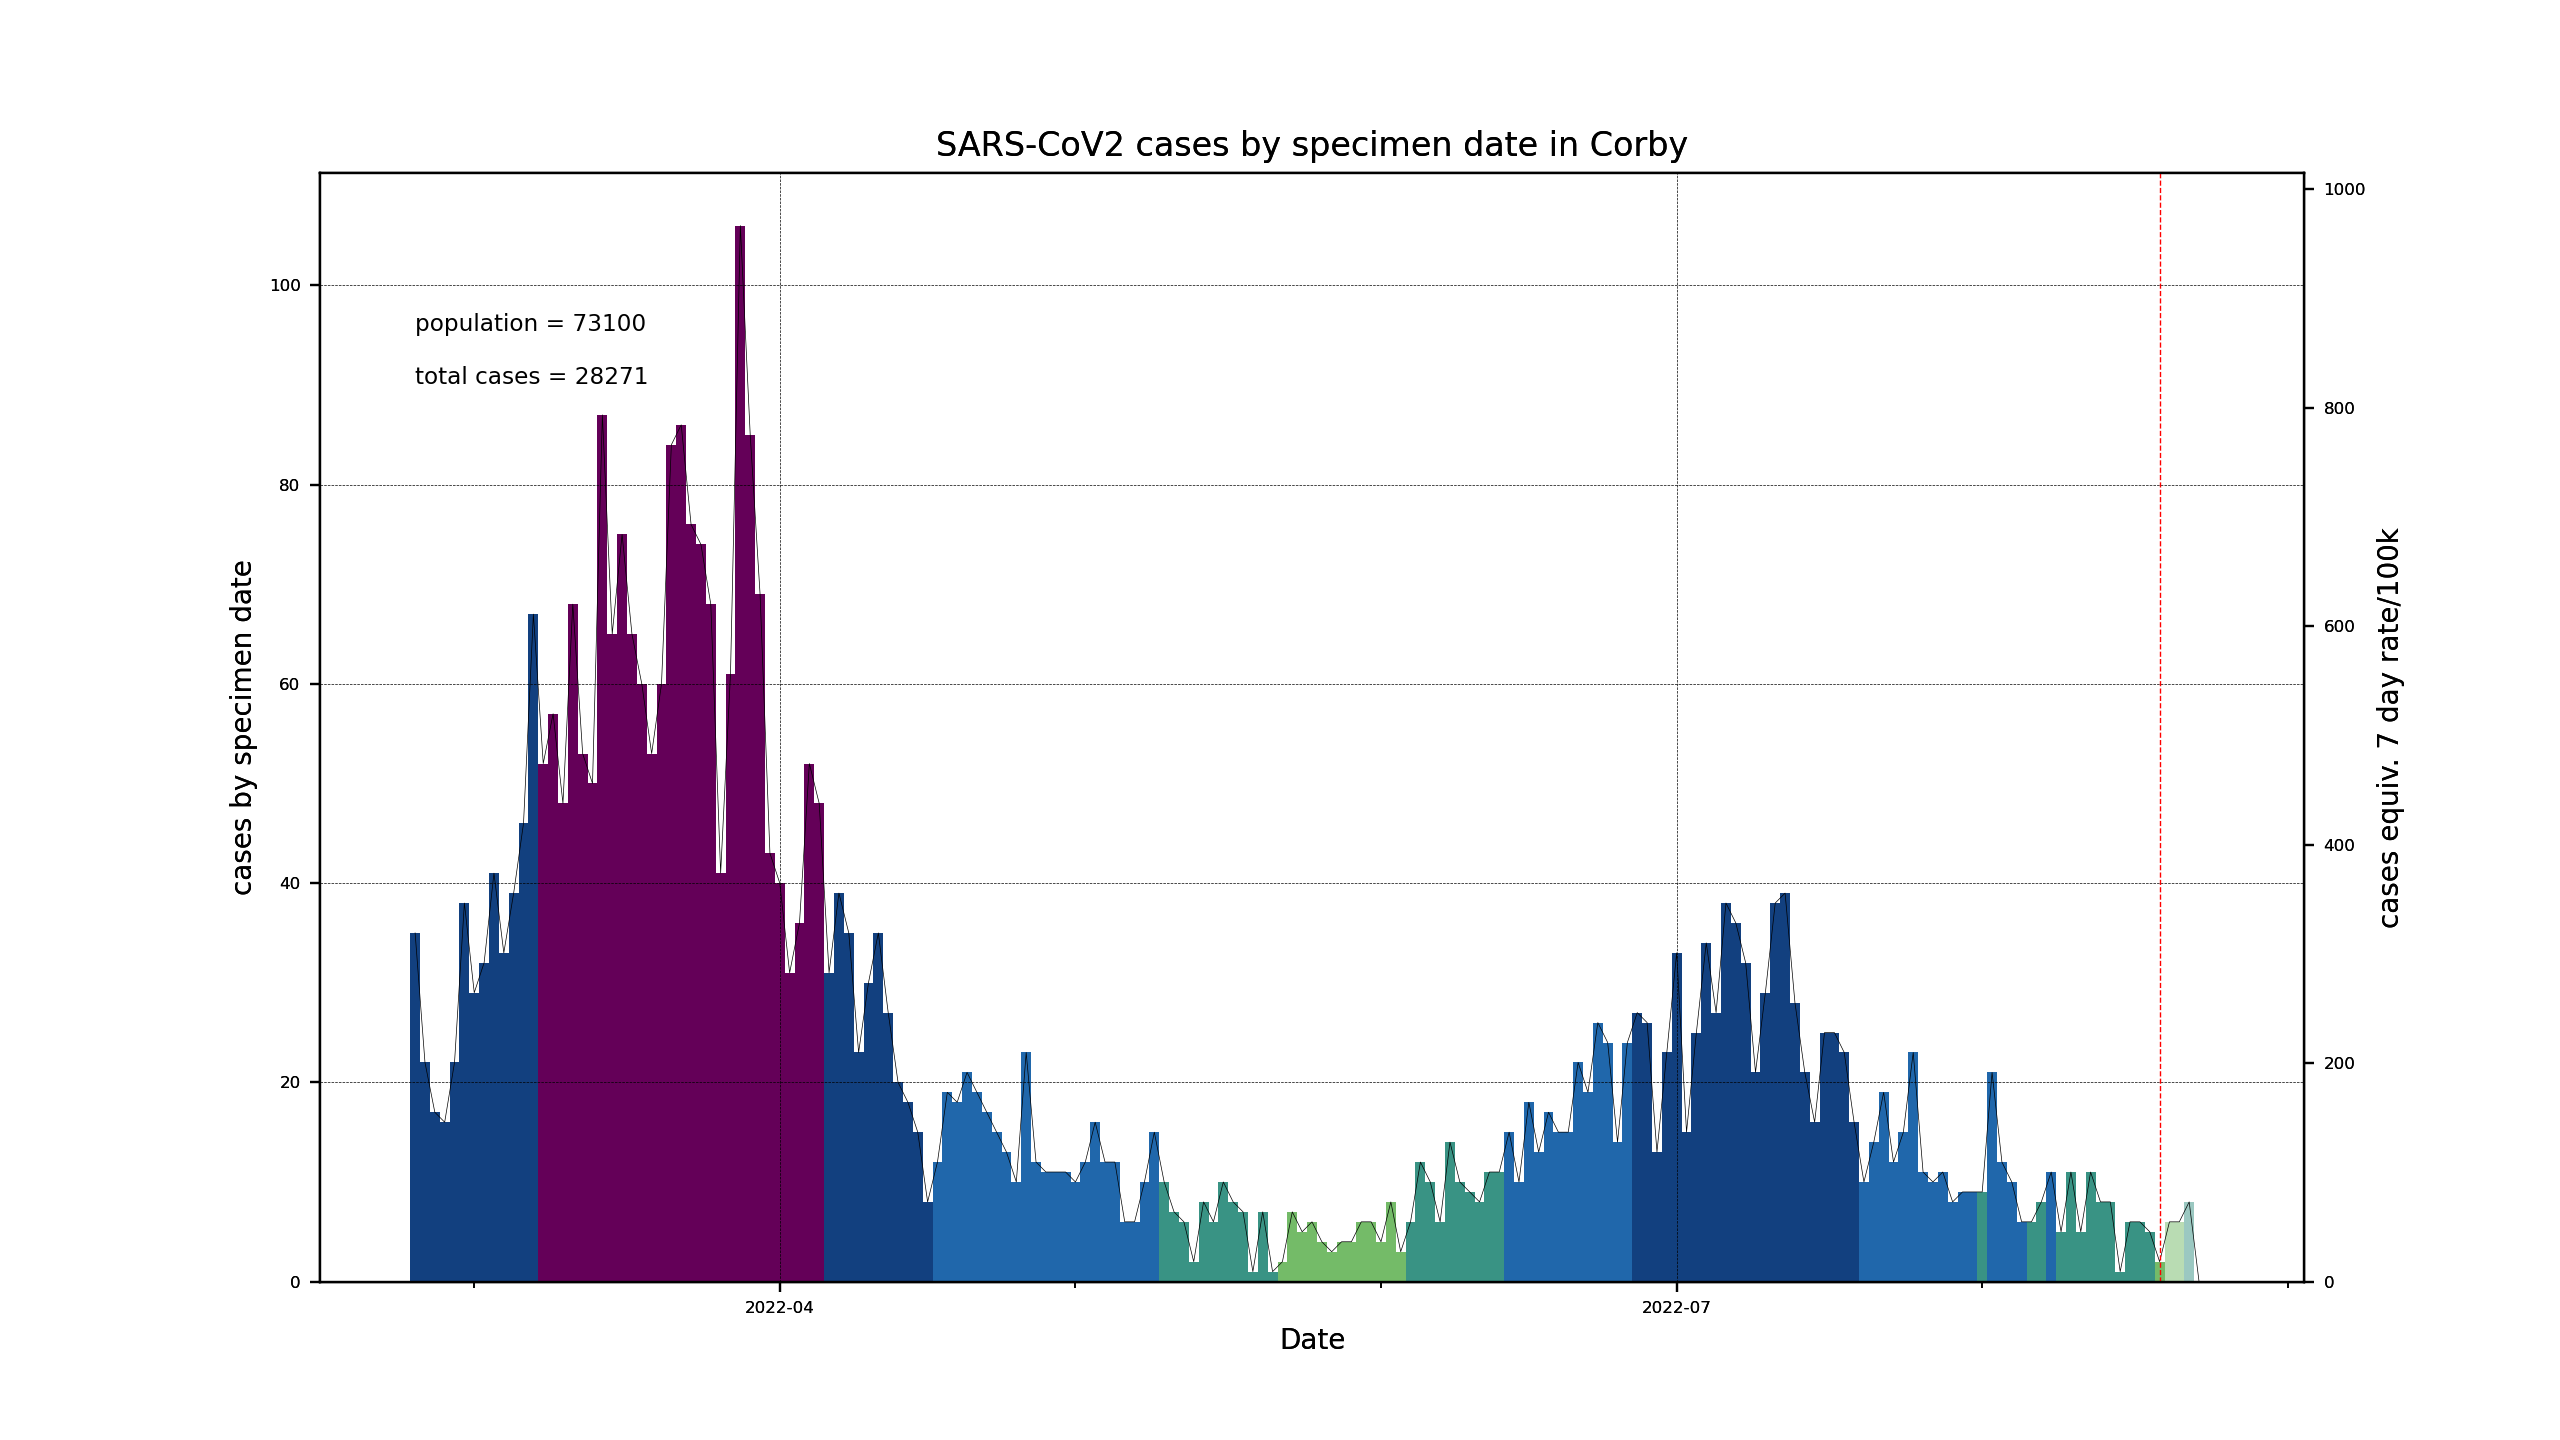 SARS-CoV2 cases by specimen date in Corby
population = 73100
total cases = 28271
cases by specimen date
100
80
60
40
20
0
1000
800
600
400
200
0
cases equiv. 7 day rate/100k
2022-04
2022-07
Date